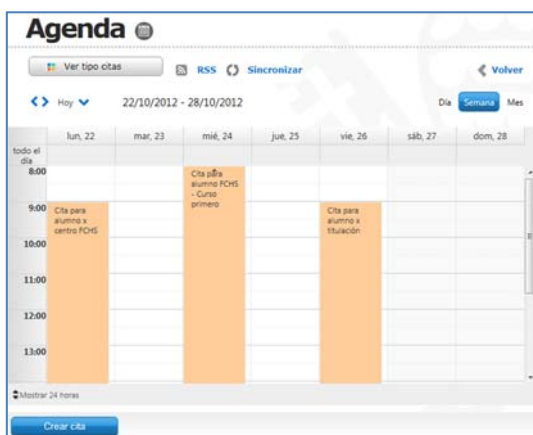 Agenda
Ver tipo citas RSS Sincronizar Volver
Hoy 22/10/2012 - 28/10/2012 Día Semana Mes
lun, 22 mar, 23 mié, 24 jue, 25 vie, 26 sáb, 27 dom, 28
todo el
día
8:00
Cita para
alumno FCHS
- Curso
primero
9:00
Cita para
alumno x
centro FCHS
Cita para
alumno x
titulación
10:00
11:00
12:00
13:00
Mostrar 24 horas
Crear cita